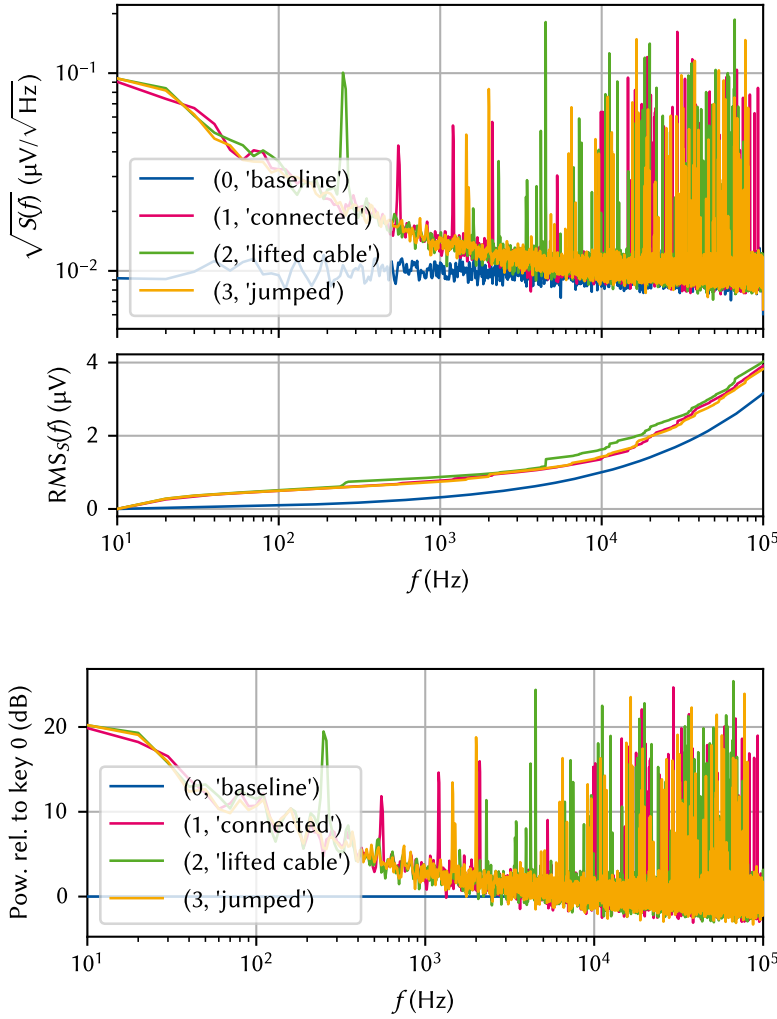 √S(f) (µV/√Hz)
10⁻¹
10⁻²
(0, 'baseline')
(1, 'connected')
(2, 'lifted cable')
(3, 'jumped')
RMS_S(f) (µV)
4
2
0
10¹ 10² 10³ 10⁴ 10⁵
f (Hz)
Pow. rel. to key 0 (dB)
20
10
0
(0, 'baseline')
(1, 'connected')
(2, 'lifted cable')
(3, 'jumped')
10¹ 10² 10³ 10⁴ 10⁵
f (Hz)